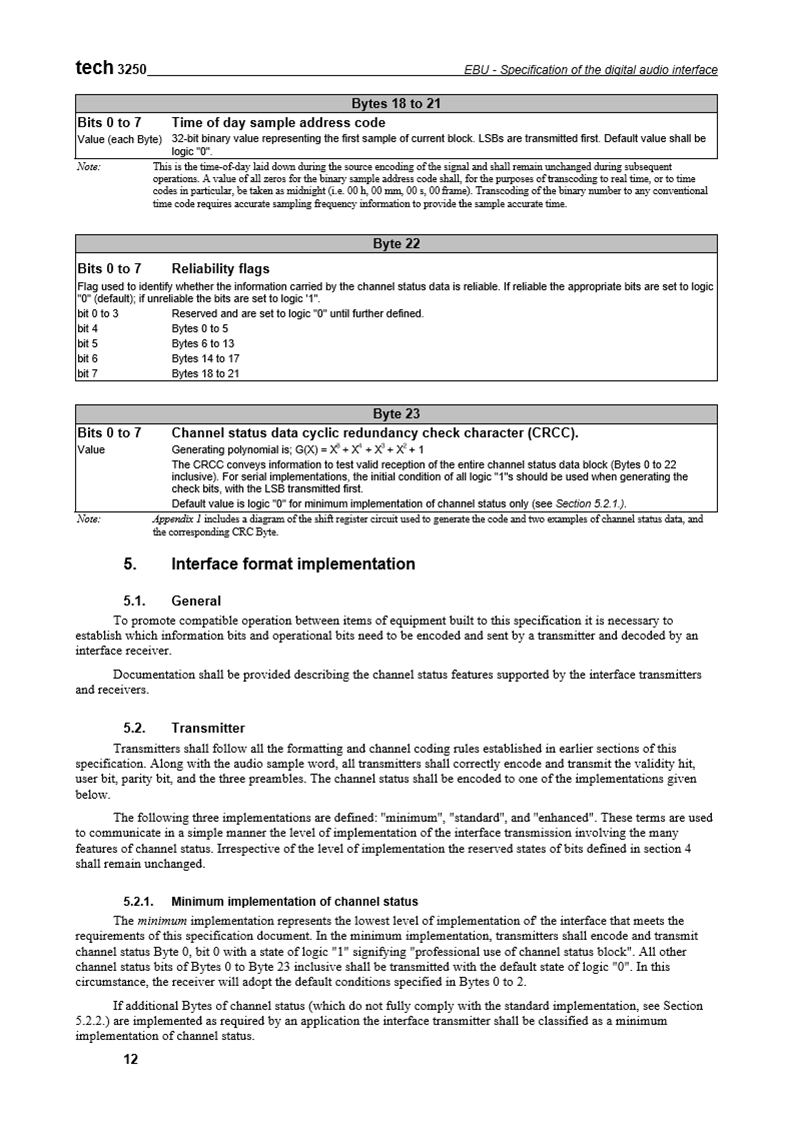 tech 3250 EBU - Specification of the digital audio interface
Bytes 18 to 21
Bits 0 to 7 Time of day sample address code
Value (each Byte) 32-bit binary value representing the first sample of current block. LSBs are transmitted first. Default value shall be
logic "0".
Note: This is the time-of-day laid down during the source encoding of the signal and shall remain unchanged during subsequent
operations. A value of all zeros for the binary sample address code shall, for the purposes of transcoding to real time, or to time
codes in particular, be taken as midnight (i.e. 00 h, 00 mm, 00 s, 00 frame). Transcoding of the binary number to any conventional
time code requires accurate sampling frequency information to provide the sample accurate time.
Byte 22
Bits 0 to 7 Reliability flags
Flag used to identify whether the information carried by the channel status data is reliable. If reliable the appropriate bits are set to logic
"0" (default); if unreliable the bits are set to logic '1".
bit 0 to 3 Reserved and are set to logic "0" until further defined.
bit 4 Bytes 0 to 5
bit 5 Bytes 6 to 13
bit 6 Bytes 14 to 17
bit 7 Bytes 18 to 21
Byte 23
Bits 0 to 7 Channel status data cyclic redundancy check character (CRCC).
Value Generating polynomial is; G(X) = X⁸ + X⁴ + X³ + X² + 1
The CRCC conveys information to test valid reception of the entire channel status data block (Bytes 0 to 22
inclusive). For serial implementations, the initial condition of all logic "1"s should be used when generating the
check bits, with the LSB transmitted first.
Default value is logic "0" for minimum implementation of channel status only (see Section 5.2.1.).
Note: Appendix 1 includes a diagram of the shift register circuit used to generate the code and two examples of channel status data, and
the corresponding CRC Byte.
5. Interface format implementation
5.1. General
To promote compatible operation between items of equipment built to this specification it is necessary to
establish which information bits and operational bits need to be encoded and sent by a transmitter and decoded by an
interface receiver.
Documentation shall be provided describing the channel status features supported by the interface transmitters
and receivers.
5.2. Transmitter
Transmitters shall follow all the formatting and channel coding rules established in earlier sections of this
specification. Along with the audio sample word, all transmitters shall correctly encode and transmit the validity hit,
user bit, parity bit, and the three preambles. The channel status shall be encoded to one of the implementations given
below.
The following three implementations are defined: "minimum", "standard", and "enhanced". These terms are used
to communicate in a simple manner the level of implementation of the interface transmission involving the many
features of channel status. Irrespective of the level of implementation the reserved states of bits defined in section 4
shall remain unchanged.
5.2.1. Minimum implementation of channel status
The minimum implementation represents the lowest level of implementation of' the interface that meets the
requirements of this specification document. In the minimum implementation, transmitters shall encode and transmit
channel status Byte 0, bit 0 with a state of logic "1" signifying "professional use of channel status block". All other
channel status bits of Bytes 0 to Byte 23 inclusive shall be transmitted with the default state of logic "0". In this
circumstance, the receiver will adopt the default conditions specified in Bytes 0 to 2.
If additional Bytes of channel status (which do not fully comply with the standard implementation, see Section
5.2.2.) are implemented as required by an application the interface transmitter shall be classified as a minimum
implementation of channel status.
12